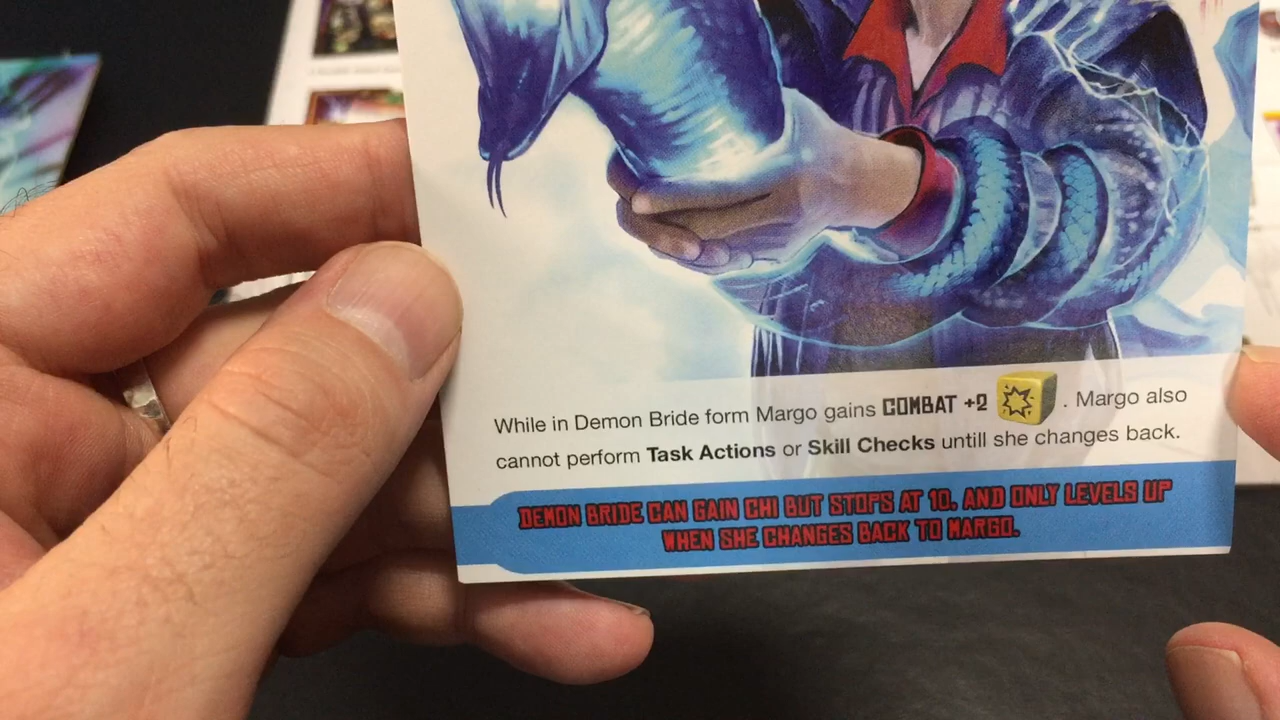 While in Demon Bride form Margo gains COMBAT +2 . Margo also
cannot perform Task Actions or Skill Checks untill she changes back.
DEMON BRIDE CAN GAIN CHI BUT STOPS AT 10. AND ONLY LEVELS UP
WHEN SHE CHANGES BACK TO MARGO.